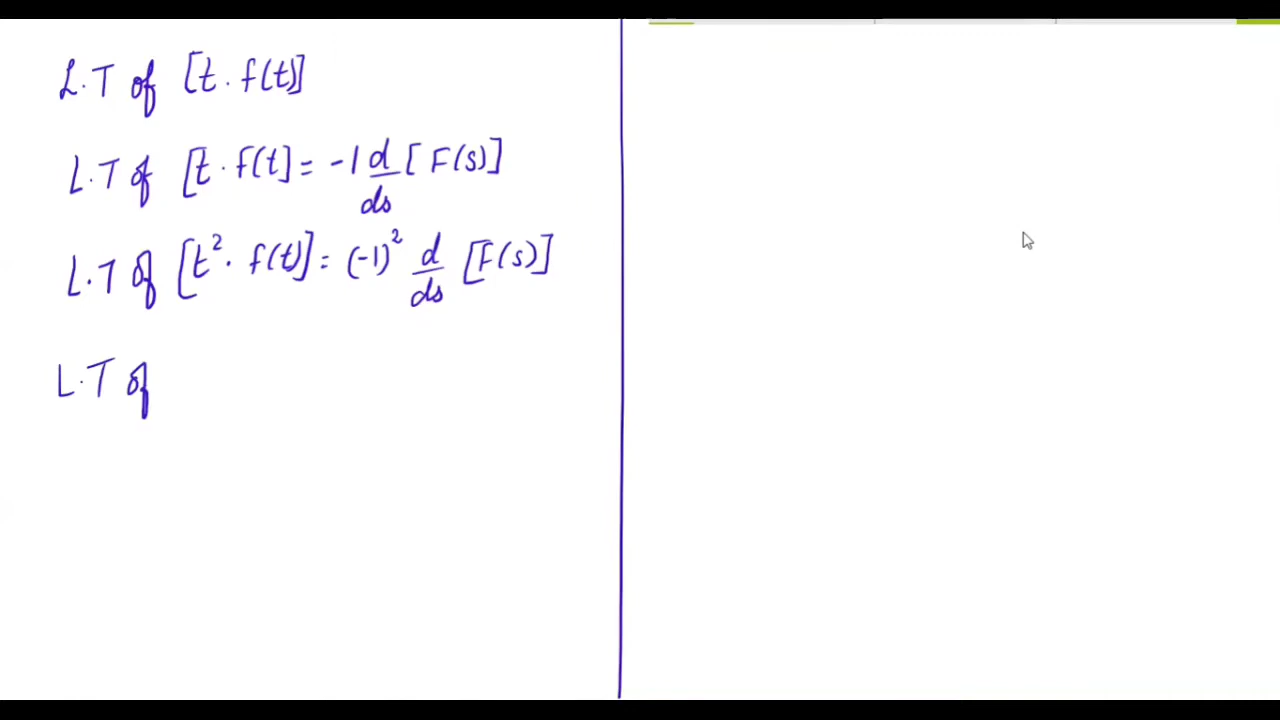 L.T of [t . f(t)]
L.T of [t . f(t] = -1 d/ds [F(s)]
L.T of [t² . f(t)] = (-1)² d/ds [F(s)]
L.T of